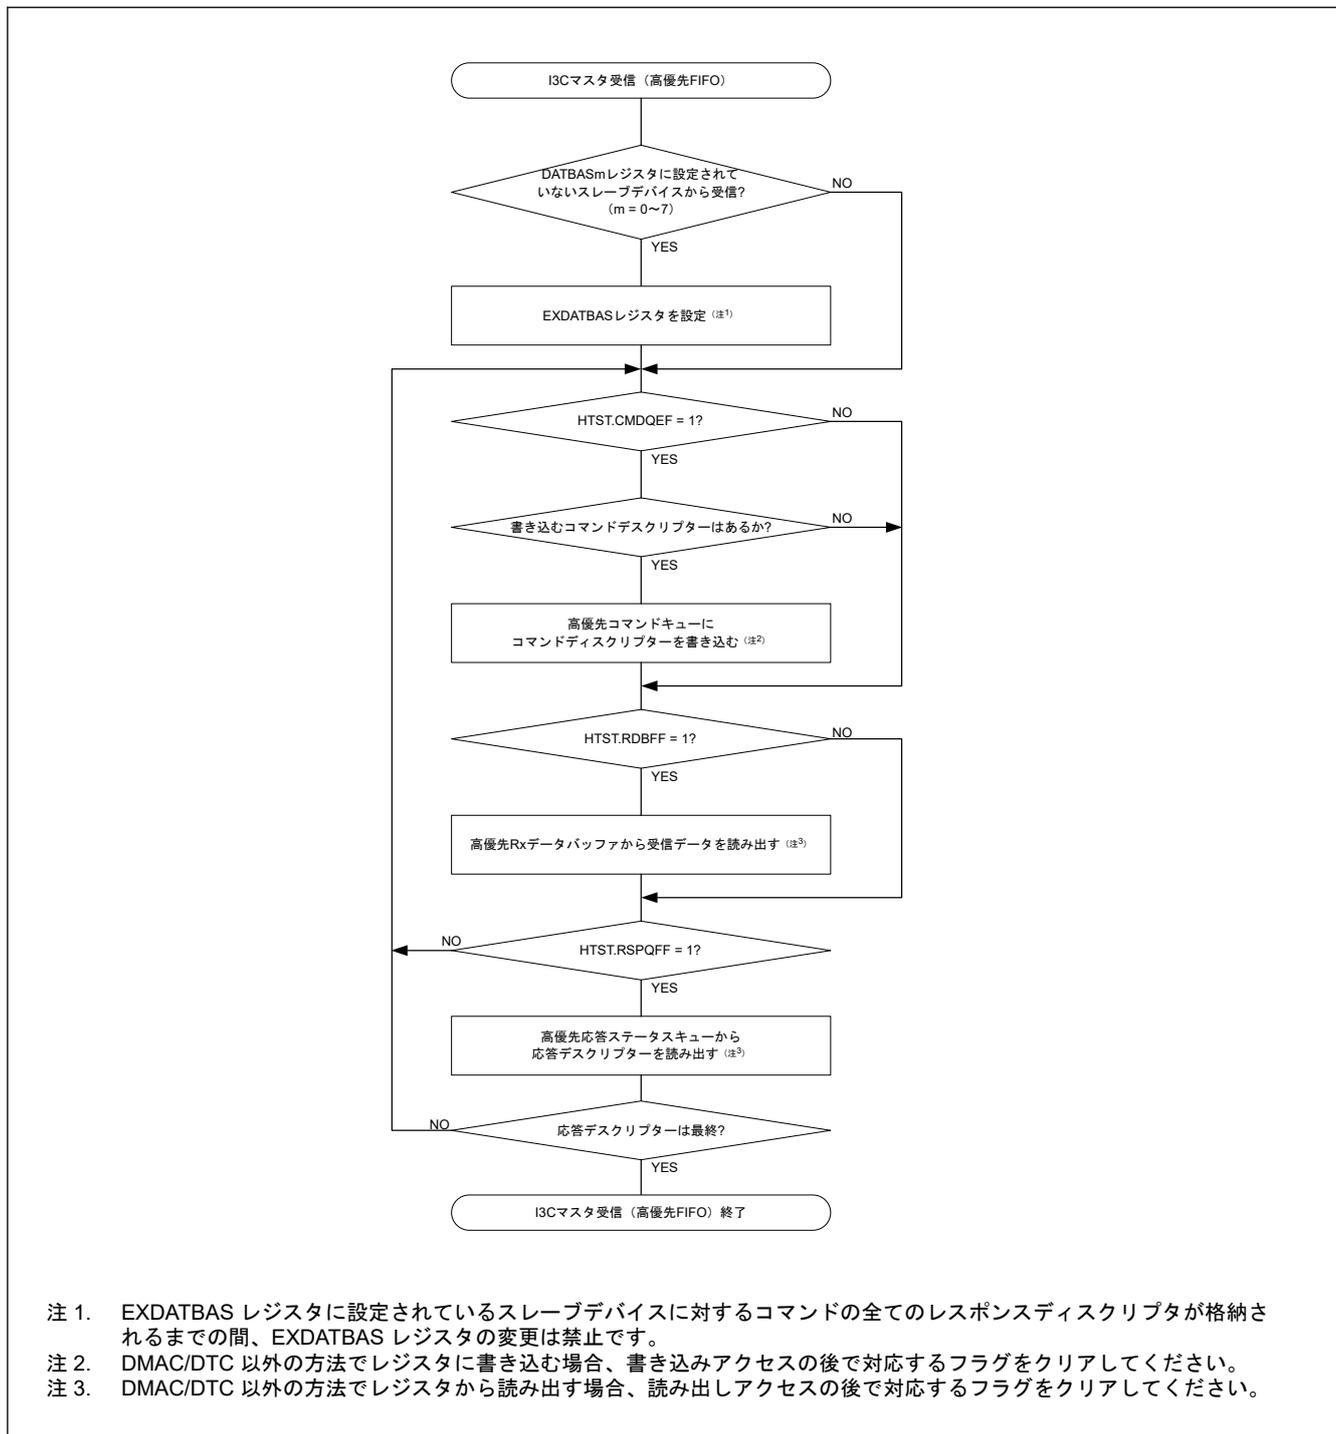 I3Cマスタ受信（高優先FIFO）
DATBASmレジスタに設定されて
いないスレーブデバイスから受信?
（m = 0～7）
NO
YES
EXDATBASレジスタを設定（注1）
HTST.CMDQEF = 1?
NO
YES
書き込むコマンドデスクリプターはあるか?
NO
YES
高優先コマンドキューに
コマンドディスクリプターを書き込む（注2）
HTST.RDBFF = 1?
NO
YES
高優先Rxデータバッファから受信データを読み出す（注3）
NO
HTST.RSPQFF = 1?
YES
高優先応答ステータスキューから
応答デスクリプターを読み出す（注3）
NO
応答デスクリプターは最終?
YES
I3Cマスタ受信（高優先FIFO）終了
注 1. EXDATBAS レジスタに設定されているスレーブデバイスに対するコマンドの全てのレスポンスディスクリプタが格納さ
れるまでの間、EXDATBAS レジスタの変更は禁止です。
注 2. DMAC/DTC 以外の方法でレジスタに書き込む場合、書き込みアクセスの後で対応するフラグをクリアしてください。
注 3. DMAC/DTC 以外の方法でレジスタから読み出す場合、読み出しアクセスの後で対応するフラグをクリアしてください。